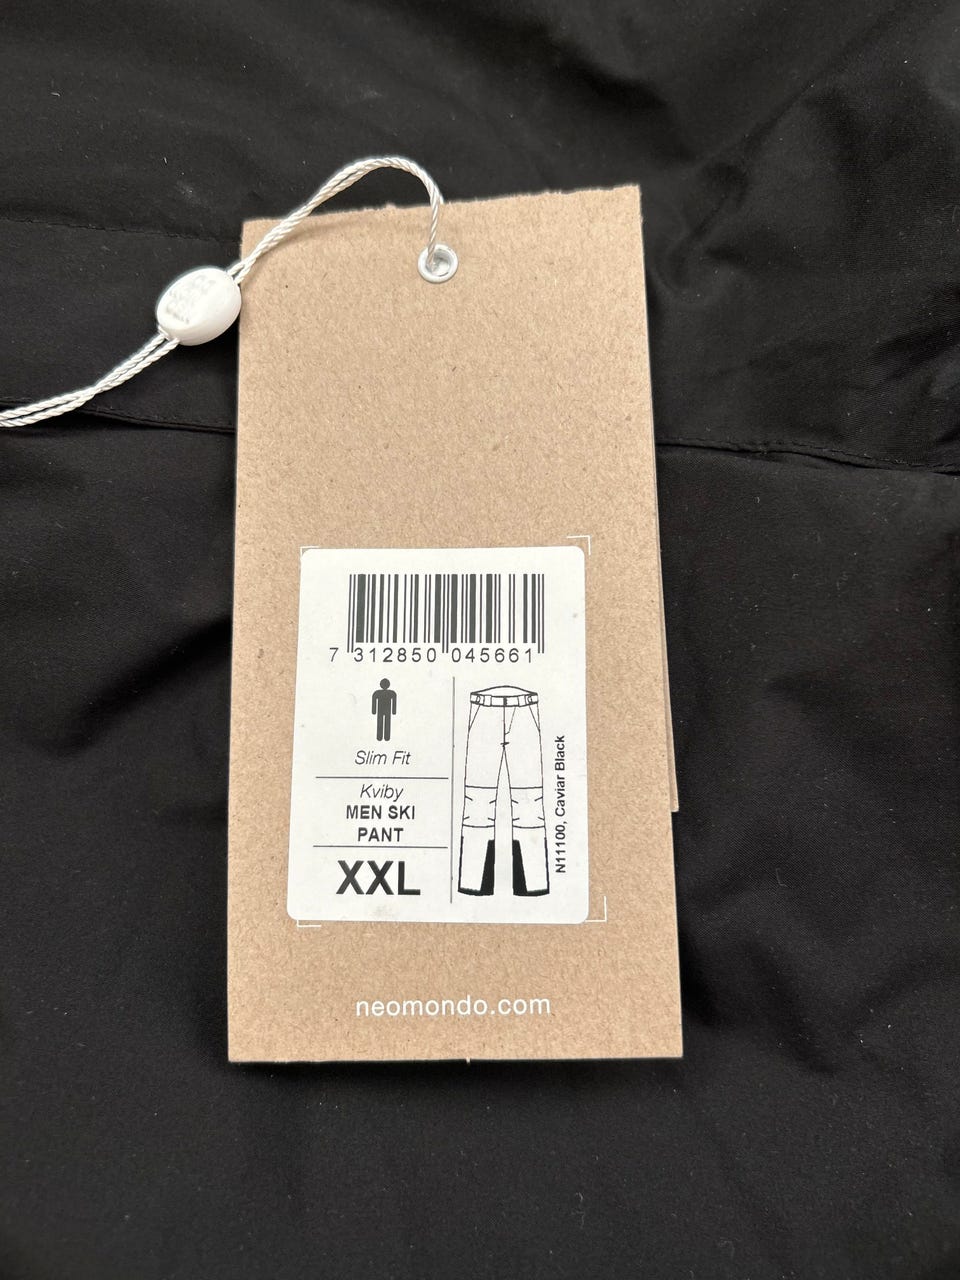 7 312850 045661
Slim Fit
Kviby
MEN SKI
PANT
XXL
N11100, Caviar Black
neomondo.com